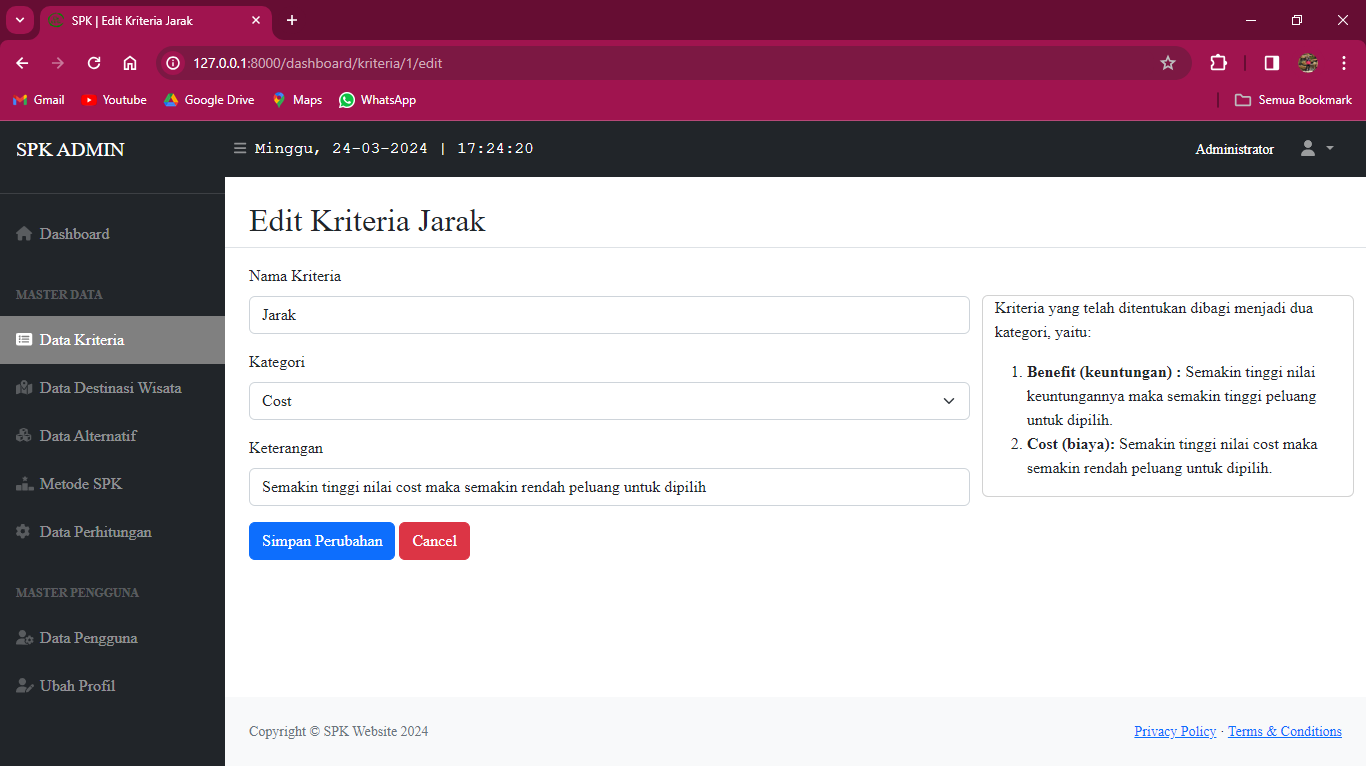 SPK | Edit Kriteria Jarak
127.0.0.1:8000/dashboard/kriteria/1/edit
Gmail
Youtube
Google Drive
Maps
WhatsApp
Semua Bookmark
SPK ADMIN
Minggu, 24-03-2024 | 17:24:20
Administrator
Dashboard
MASTER DATA
Data Kriteria
Data Destinasi Wisata
Data Alternatif
Metode SPK
Data Perhitungan
MASTER PENGGUNA
Data Pengguna
Ubah Profil
Edit Kriteria Jarak
Nama Kriteria
Jarak
Kategori
Cost
Keterangan
Semakin tinggi nilai cost maka semakin rendah peluang untuk dipilih
Simpan Perubahan
Cancel
Kriteria yang telah ditentukan dibagi menjadi dua
kategori, yaitu:
1. Benefit (keuntungan) : Semakin tinggi nilai
keuntungannya maka semakin tinggi peluang
untuk dipilih.
2. Cost (biaya): Semakin tinggi nilai cost maka
semakin rendah peluang untuk dipilih.
Copyright © SPK Website 2024
Privacy Policy · Terms & Conditions